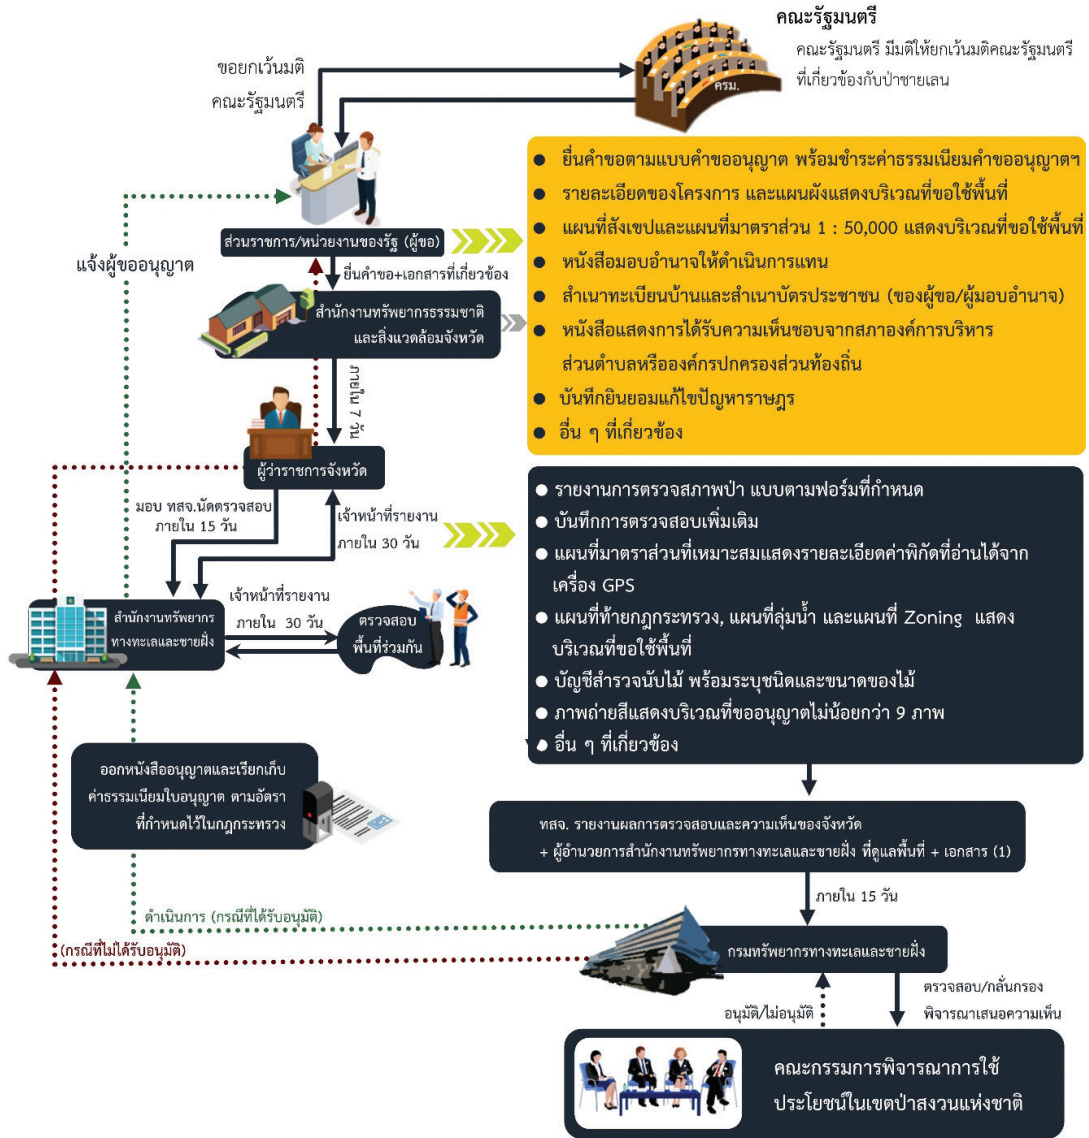 คณะรัฐมนตรี
คณะรัฐมนตรี มีมติให้ยกเว้นมติคณะรัฐมนตรี
ที่เกี่ยวข้องกับป่าชายเลน
ขอยกเว้นมติ
คณะรัฐมนตรี
ครม.
ส่วนราชการ/หน่วยงานของรัฐ (ผู้ขอ)
● ยื่นคำขอตามแบบคำขออนุญาต พร้อมชำระค่าธรรมเนียมคำขออนุญาตฯ
● รายละเอียดของโครงการ และแผนผังแสดงบริเวณที่ขอใช้พื้นที่
● แผนที่สังเขปและแผนที่มาตราส่วน 1 : 50,000 แสดงบริเวณที่ขอใช้พื้นที่
● หนังสือมอบอำนาจให้ดำเนินการแทน
● สำเนาทะเบียนบ้านและสำเนาบัตรประชาชน (ของผู้ขอ/ผู้มอบอำนาจ)
● หนังสือแสดงการได้รับความเห็นชอบจากสภาองค์การบริหาร
ส่วนตำบลหรือองค์กรปกครองส่วนท้องถิ่น
● บันทึกยินยอมแก้ไขปัญหาราษฎร
● อื่น ๆ ที่เกี่ยวข้อง
แจ้งผู้ขออนุญาต
ยื่นคำขอ+เอกสารที่เกี่ยวข้อง
สำนักงานทรัพยากรธรรมชาติ
และสิ่งแวดล้อมจังหวัด
ภายใน 7 วัน
ผู้ว่าราชการจังหวัด
มอบ ทสจ.นัดตรวจสอบ
ภายใน 15 วัน
เจ้าหน้าที่รายงาน
ภายใน 30 วัน
● รายงานการตรวจสภาพป่า แบบตามฟอร์มที่กำหนด
● บันทึกการตรวจสอบเพิ่มเติม
● แผนที่มาตราส่วนที่เหมาะสมแสดงรายละเอียดค่าพิกัดที่อ่านได้จาก
เครื่อง GPS
● แผนที่ท้ายกฎกระทรวง, แผนที่ลุ่มน้ำ และแผนที่ Zoning แสดง
บริเวณที่ขอใช้พื้นที่
● บัญชีสำรวจนับไม้ พร้อมระบุชนิดและขนาดของไม้
● ภาพถ่ายสีแสดงบริเวณที่ขออนุญาตไม่น้อยกว่า 9 ภาพ
● อื่น ๆ ที่เกี่ยวข้อง
สำนักงานทรัพยากร
ทางทะเลและชายฝั่ง
เจ้าหน้าที่รายงาน
ภายใน 30 วัน
ตรวจสอบ
พื้นที่ร่วมกัน
ออกหนังสืออนุญาตและเรียกเก็บ
ค่าธรรมเนียมใบอนุญาต ตามอัตรา
ที่กำหนดไว้ในกฎกระทรวง
ทสจ. รายงานผลการตรวจสอบและความเห็นของจังหวัด
+ ผู้อำนวยการสำนักงานทรัพยากรทางทะเลและชายฝั่ง ที่ดูแลพื้นที่ + เอกสาร (1)
ภายใน 15 วัน
ดำเนินการ (กรณีที่ได้รับอนุมัติ)
(กรณีที่ไม่ได้รับอนุมัติ)
กรมทรัพยากรทางทะเลและชายฝั่ง
อนุมัติ/ไม่อนุมัติ
ตรวจสอบ/กลั่นกรอง
พิจารณาเสนอความเห็น
คณะกรรมการพิจารณาการใช้
ประโยชน์ในเขตป่าสงวนแห่งชาติ